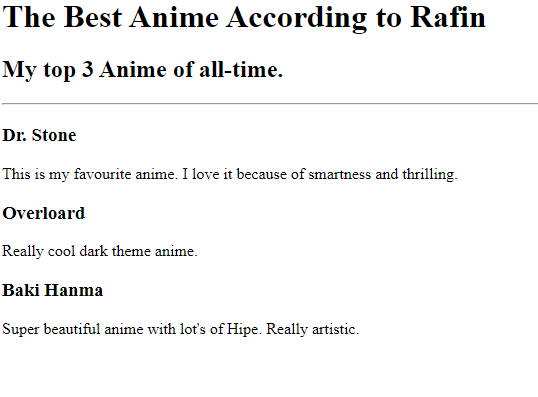 The Best Anime According to Rafin
My top 3 Anime of all-time.
Dr. Stone
This is my favourite anime. I love it because of smartness and thrilling.
Overloard
Really cool dark theme anime.
Baki Hanma
Super beautiful anime with lot's of Hipe. Really artistic.